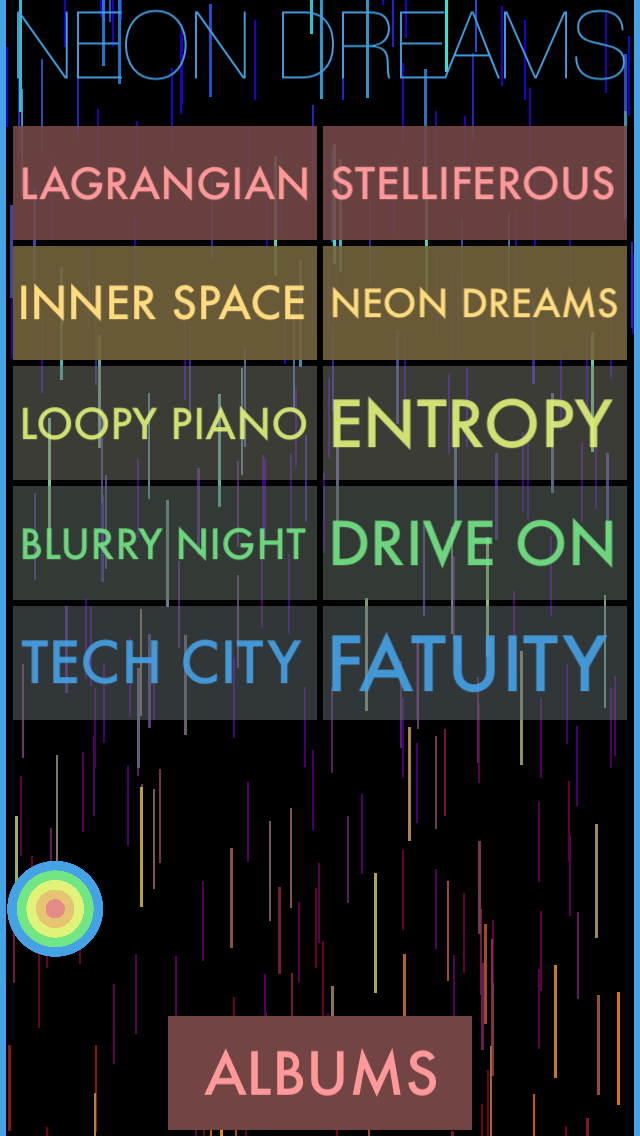 NEON DREAMS
LAGRANGIAN
STELLIFEROUS
INNER SPACE
NEON DREAMS
LOOPY PIANO
ENTROPY
BLURRY NIGHT
DRIVE ON
TECH CITY
FATUITY
ALBUMS